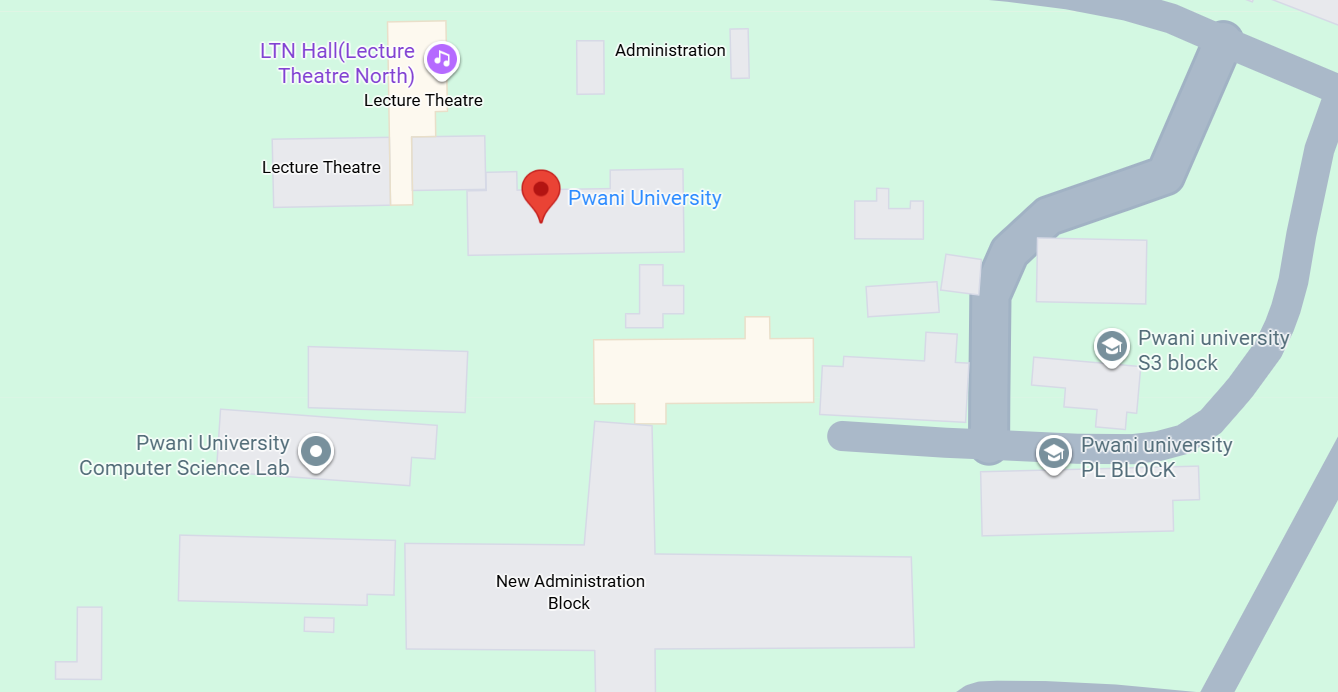 LTN Hall(Lecture
Theatre North)
Administration
Lecture Theatre
Lecture Theatre
Pwani University
Pwani university
S3 block
Pwani University
Computer Science Lab
Pwani university
PL BLOCK
New Administration
Block